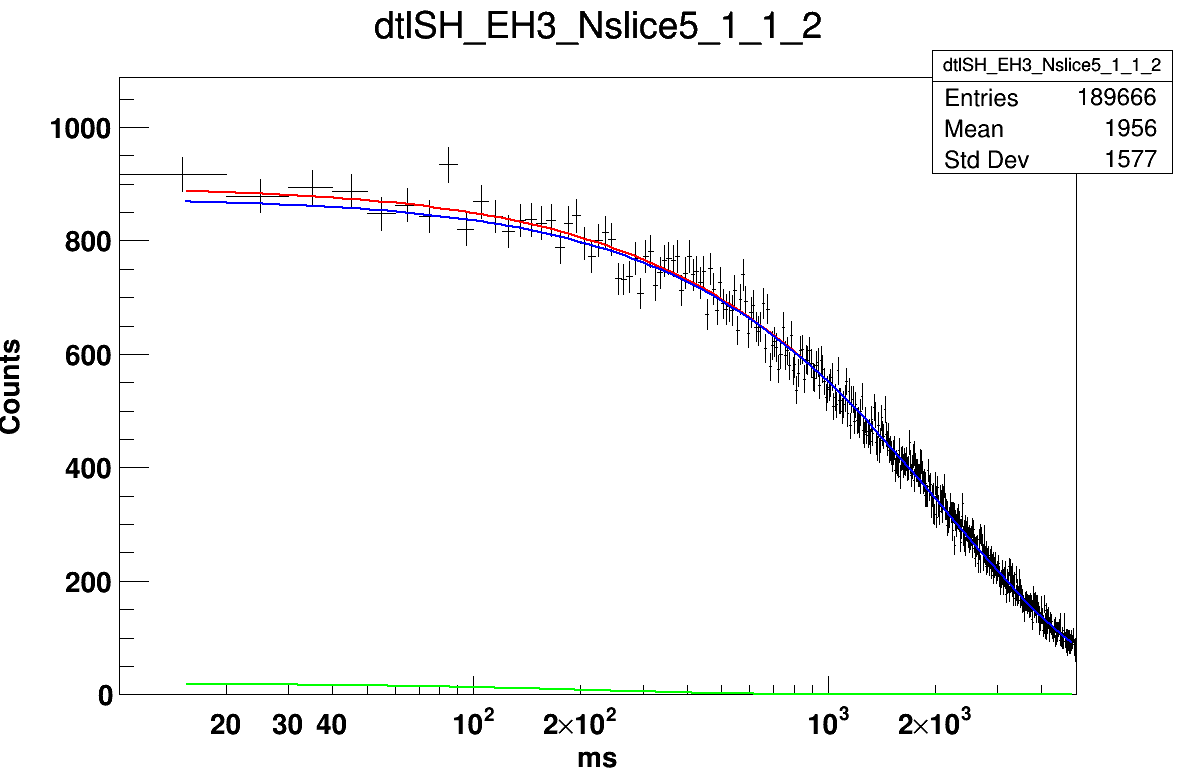 dtlSH_EH3_Nslice5_1_1_2
dtlSH_EH3_Nslice5_1_1_2
Entries 189666
Mean 1956
Std Dev 1577
1000
800
600
400
200
0
Counts
20 30 40 10² 2×10² 10³ 2×10³
ms